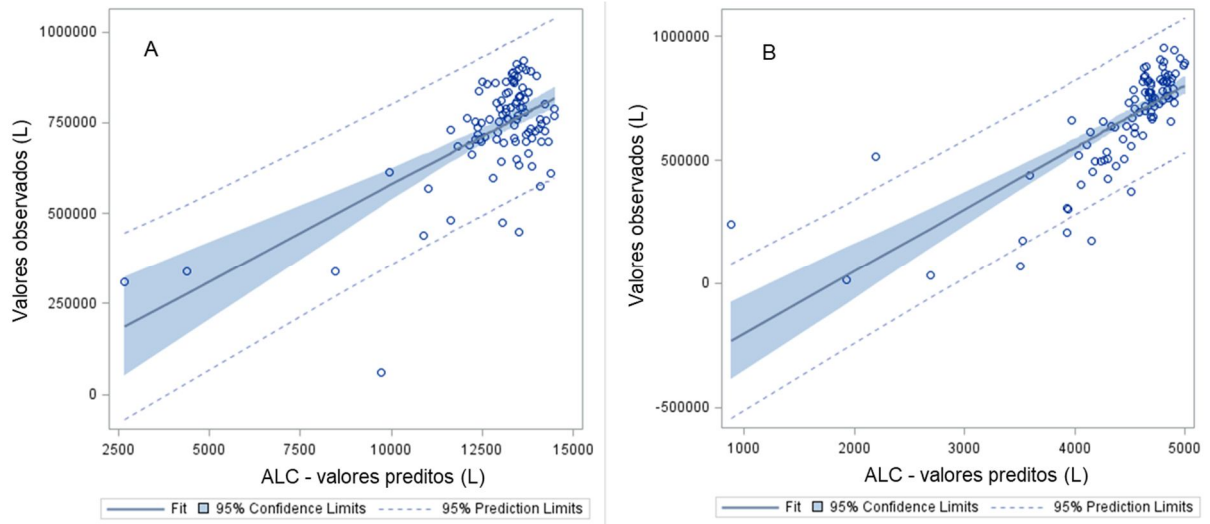 A
Valores observados (L)
1000000
750000
500000
250000
0
2500 5000 7500 10000 12500 15000
ALC - valores preditos (L)
Fit 95% Confidence Limits 95% Prediction Limits
B
Valores observados (L)
1000000
500000
0
-500000
1000 2000 3000 4000 5000
ALC - valores preditos (L)
Fit 95% Confidence Limits 95% Prediction Limits